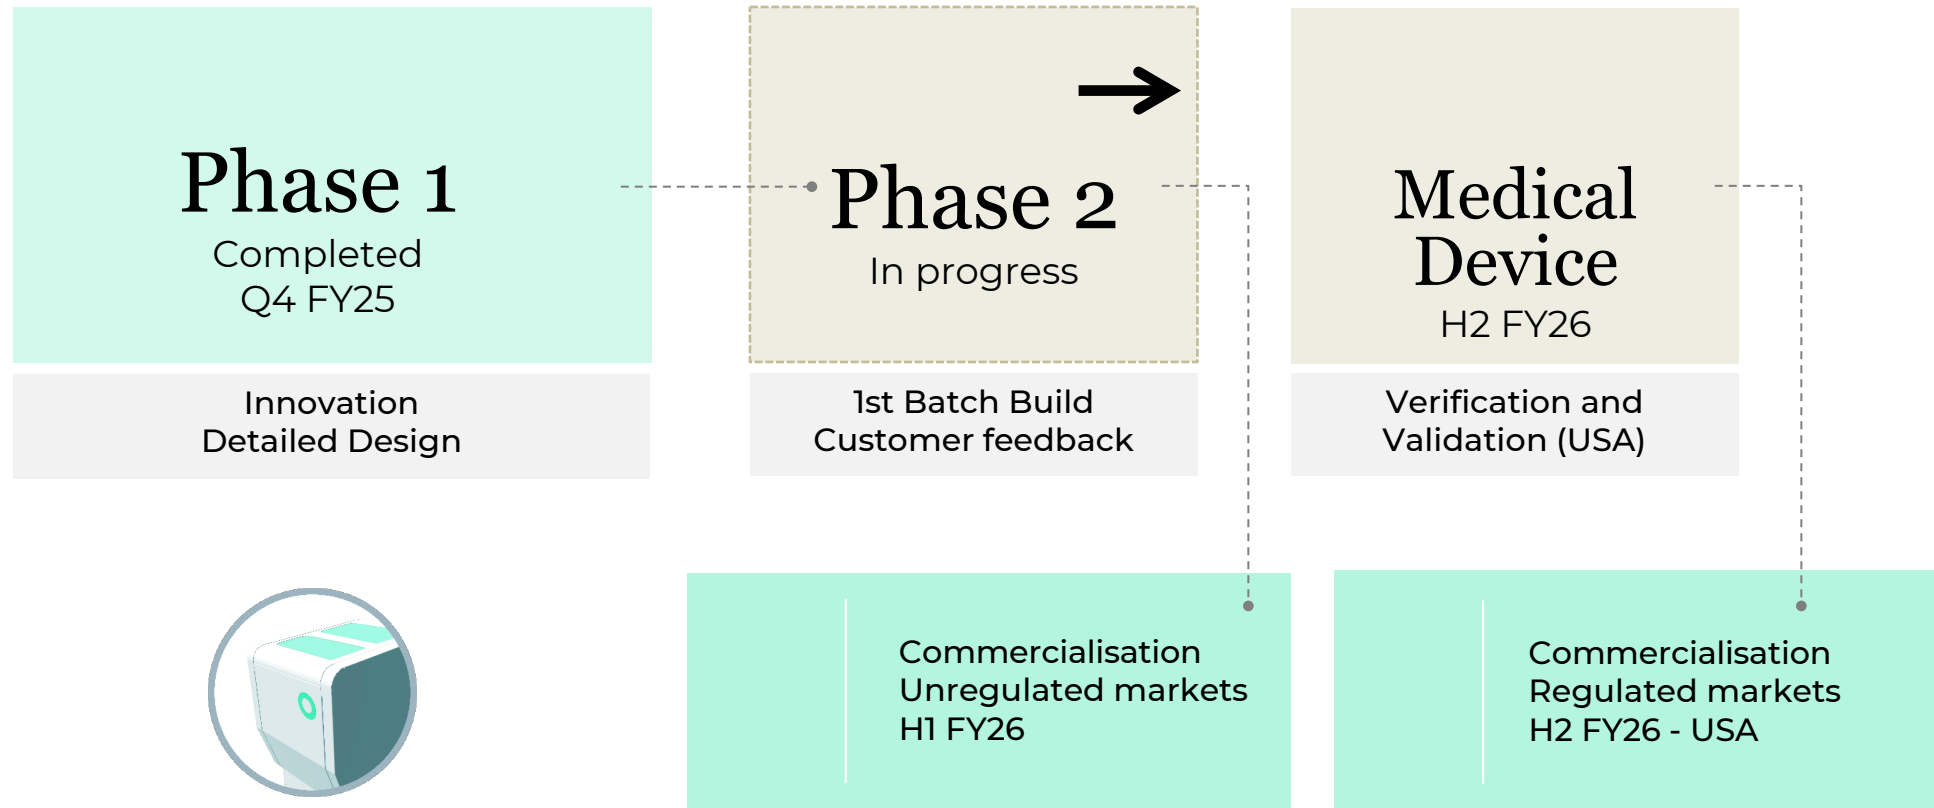 Phase 1
Completed
Q4 FY25
Innovation
Detailed Design
Phase 2
In progress
1st Batch Build
Customer feedback
Medical
Device
H2 FY26
Verification and
Validation (USA)
Commercialisation
Unregulated markets
H1 FY26
Commercialisation
Regulated markets
H2 FY26 - USA